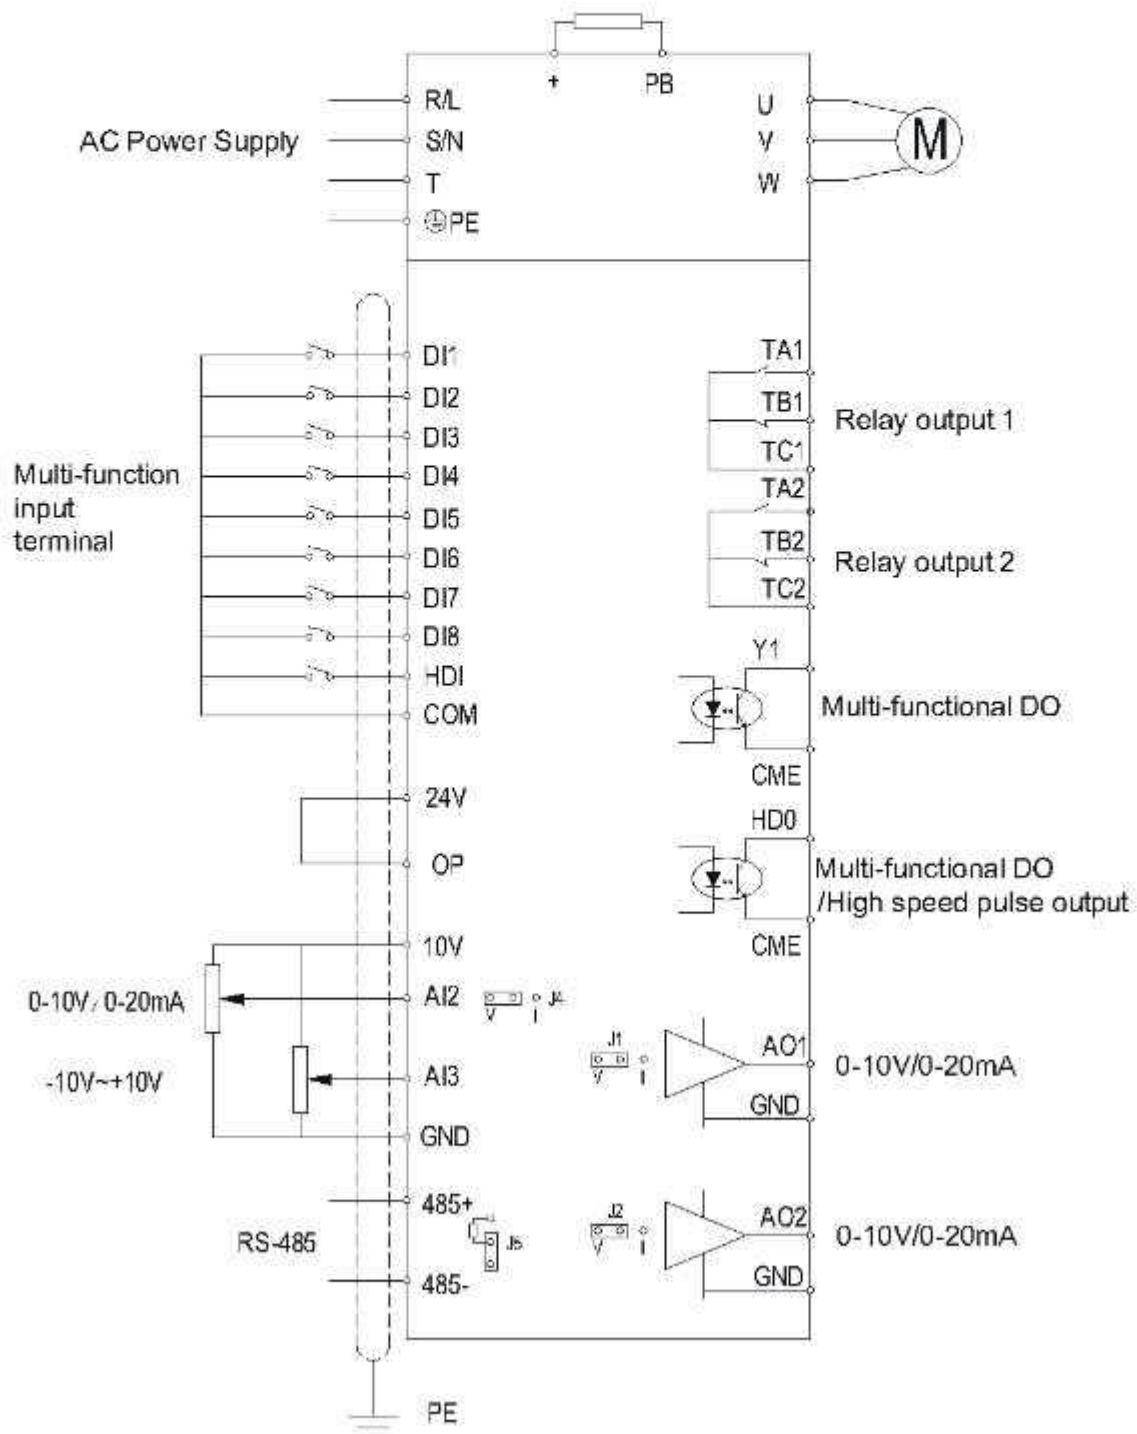 +
PB
R/L
U
AC Power Supply
S/N
V
M
T
W
PE
DI1
TA1
DI2
TB1
Relay output 1
DI3
TC1
Multi-function
input
terminal
DI4
TA2
DI5
TB2
Relay output 2
DI6
TC2
DI7
DI8
Y1
HDI
Multi-functional DO
COM
CME
24V
HD0
OP
Multi-functional DO
/High speed pulse output
CME
10V
0-10V/0-20mA
AI2
V
I
J4
-10V~+10V
AI3
J1
V
I
AO1
0-10V/0-20mA
GND
GND
485+
RS-485
J5
485-
J2
V
I
AO2
0-10V/0-20mA
GND
PE